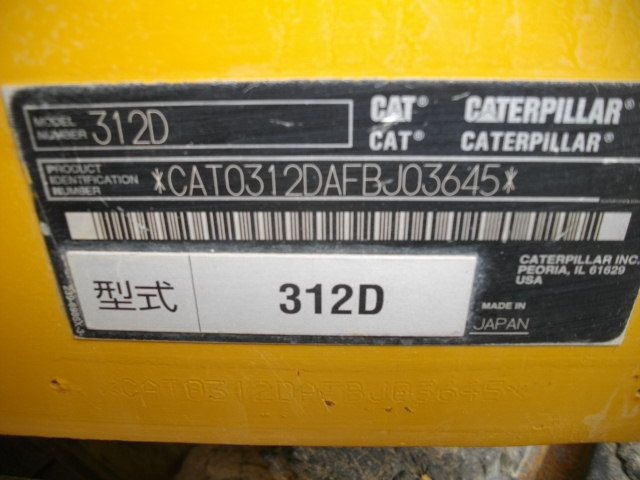 MODEL NUMBER 312D
CAT® CATERPILLAR®
CAT® CATERPILLAR®
PRODUCT IDENTIFICATION NUMBER *CAT0312DAFBJ03645*
CATERPILLAR INC.
PEORIA, IL 61629
USA
型式 312D
MADE IN
JAPAN
*CAT0312DAFBJ03645*